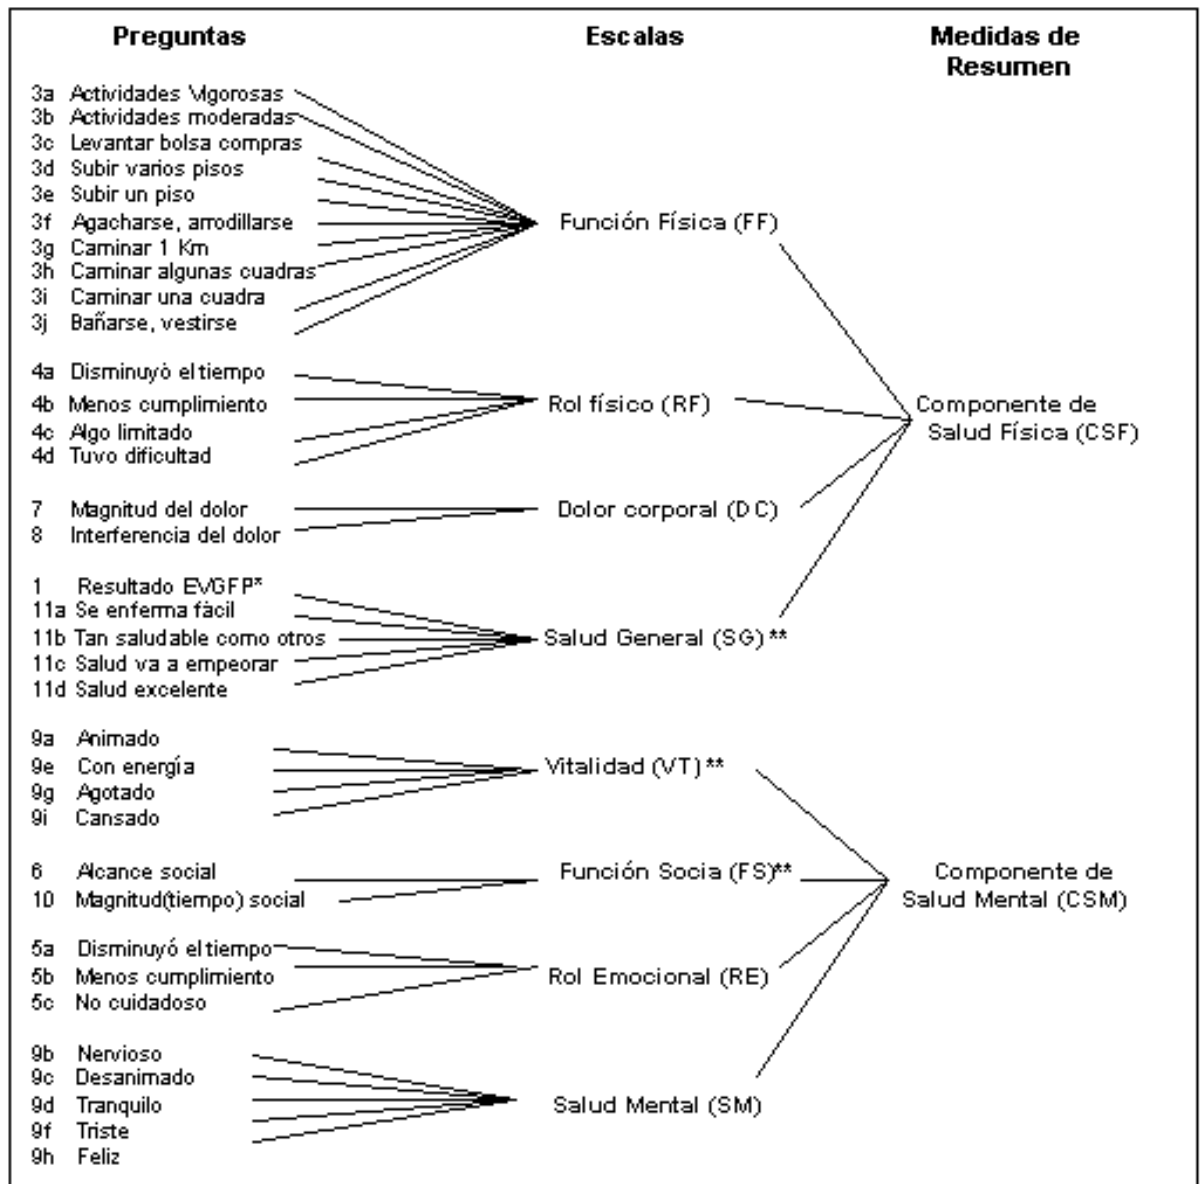 Preguntas
Escalas
Medidas de
Resumen
3a Actividades Vigorosas
3b Actividades moderadas
3c Levantar bolsa compras
3d Subir varios pisos
3e Subir un piso
3f Agacharse, arrodillarse
3g Caminar 1 Km
3h Caminar algunas cuadras
3i Caminar una cuadra
3j Bañarse, vestirse
Función Física (FF)
4a Disminuyó el tiempo
4b Menos cumplimiento
4c Algo limitado
4d Tuvo dificultad
Rol físico (RF)
Componente de
Salud Física (CSF)
7 Magnitud del dolor
8 Interferencia del dolor
Dolor corporal (DC)
1 Resultado EVGFP*
11a Se enferma fácil
11b Tan saludable como otros
11c Salud va a empeorar
11d Salud excelente
Salud General (SG) **
9a Animado
9e Con energía
9g Agotado
9i Cansado
Vitalidad (VT) **
6 Alcance social
10 Magnitud(tiempo) social
Función Socia (FS)**
Componente de
Salud Mental (CSM)
5a Disminuyó el tiempo
5b Menos cumplimiento
5c No cuidadoso
Rol Emocional (RE)
9b Nervioso
9c Desanimado
9d Tranquilo
9f Triste
9h Feliz
Salud Mental (SM)